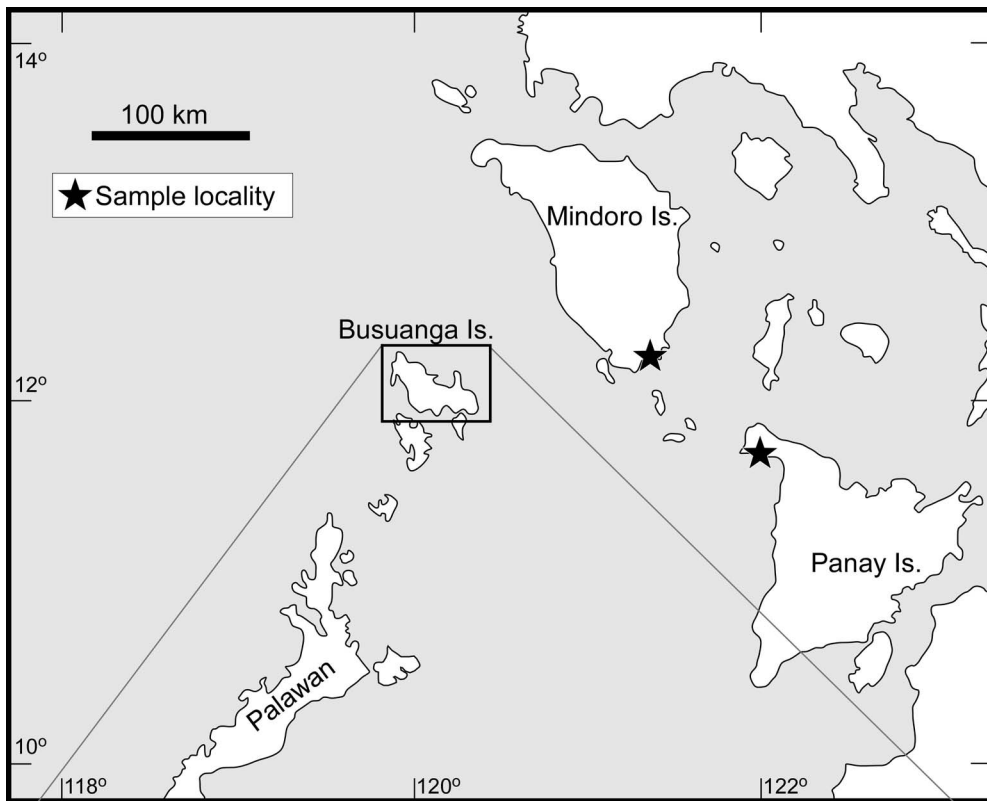 14º
100 km
★ Sample locality
Mindoro Is.
Busuanga Is.
12º
Panay Is.
Palawan
10º
118º
120º
122º